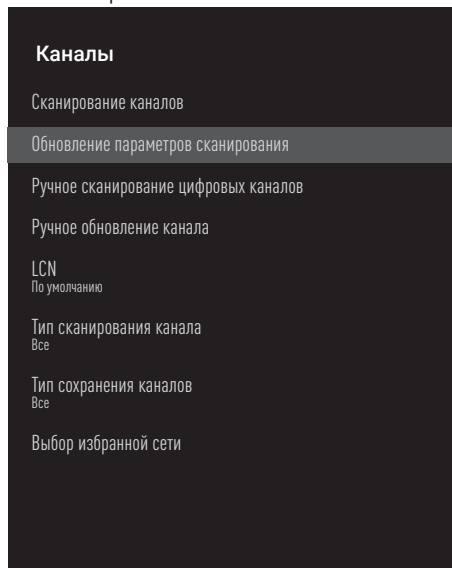 Каналы
Сканирование каналов
Обновление параметров сканирования
Ручное сканирование цифровых каналов
Ручное обновление канала
LCN
По умолчанию
Тип сканирования канала
Все
Тип сохранения каналов
Все
Выбор избранной сети